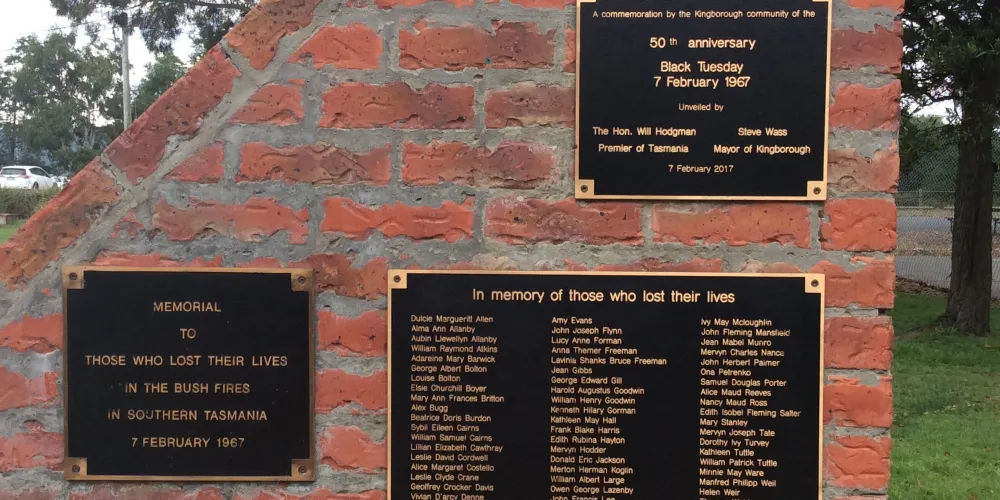 A commemoration by the Kingborough community of the
50th anniversary
Black Tuesday
7 February 1967
Unveiled by
The Hon. Will Hodgman Steve Wass
Premier of Tasmania Mayor of Kingborough
7 February 2017
MEMORIAL
TO
THOSE WHO LOST THEIR LIVES
IN THE BUSH FIRES
IN SOUTHERN TASMANIA
7 FEBRUARY 1967
In memory of those who lost their lives
Dulcie Margueritt Allen
Alma Ann Allanby
Aubin Llewellyn Allanby
William Raymond Atkins
Adareine Mary Barwick
George Albert Bolton
Louise Bolton
Elsie Churchill Boyer
Mary Ann Frances Britton
Alex Bugg
Beatrice Doris Burdon
Sybil Eileen Cairns
William Samuel Cairns
Lillian Elizabeth Cawthray
Leslie David Cordwell
Alice Margaret Costello
Leslie Clyde Crane
Geoffrey Crocker Davis
Vivian D'arcy Denne
Amy Evans
John Joseph Flynn
Lucy Anne Forman
Anna Themer Freeman
Lavinia Shanks Bruce Freeman
Jean Gibbs
George Edward Gill
Harold Augustus Goodwin
William Henry Goodwin
Kenneth Hilary Gorman
Kathleen May Hall
Frank Blake Harris
Edith Rubina Hayton
Mervyn Hodder
Donald Eric Jackson
Merton Herman Koglin
William Albert Large
Owen George Lazenby
John Francis Lee
Ivy May Mcloughlin
John Fleming Mansfield
Jean Mabel Munro
Mervyn Charles Nance
John Herbert Palmer
Ona Petrenko
Samuel Douglas Porter
Alice Maud Reeves
Nancy Maud Ross
Edith Isobel Fleming Salter
Mary Stanley
Mervyn Joseph Tate
Dorothy Ivy Turvey
Kathleen Tuttle
William Patrick Tuttle
Minnie May Ware
Manfred Philipp Weil
Helen Weir